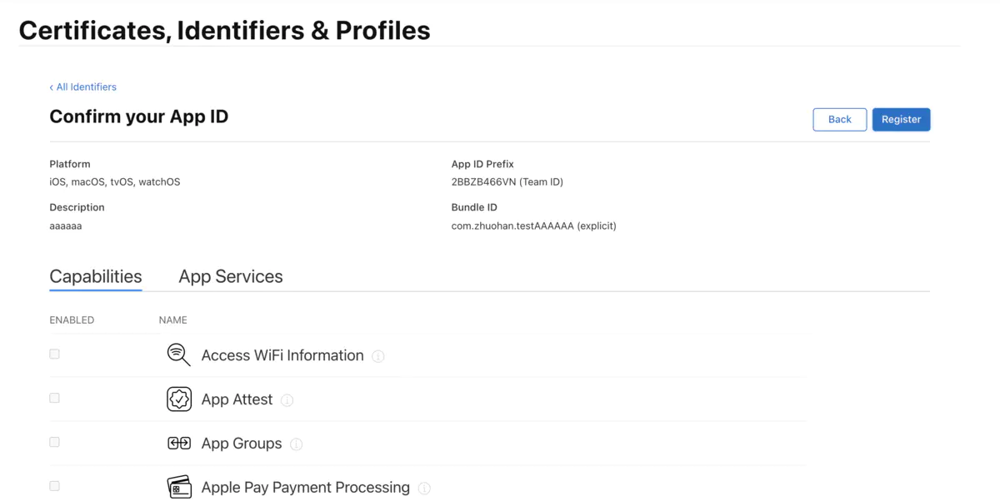 Certificates, Identifiers & Profiles
‹ All Identifiers
Confirm your App ID
Back
Register
Platform
App ID Prefix
iOS, macOS, tvOS, watchOS
2BBZB466VN (Team ID)
Description
Bundle ID
aaaaaa
com.zhuohan.testAAAAAA (explicit)
Capabilities
App Services
ENABLED
NAME
Access WiFi Information
App Attest
App Groups
Apple Pay Payment Processing